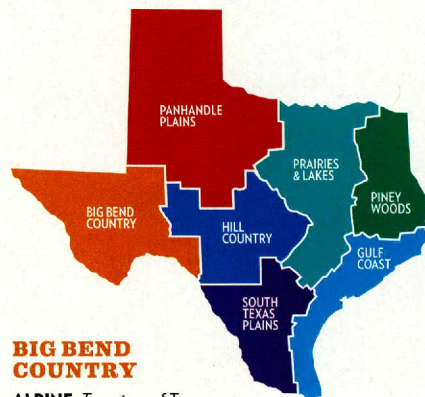 PANHANDLE
PLAINS
PRAIRIES
& LAKES
PINEY
WOODS
BIG BEND
COUNTRY
HILL
COUNTRY
GULF
COAST
SOUTH
TEXAS
PLAINS
BIG BEND
COUNTRY
ALPINE